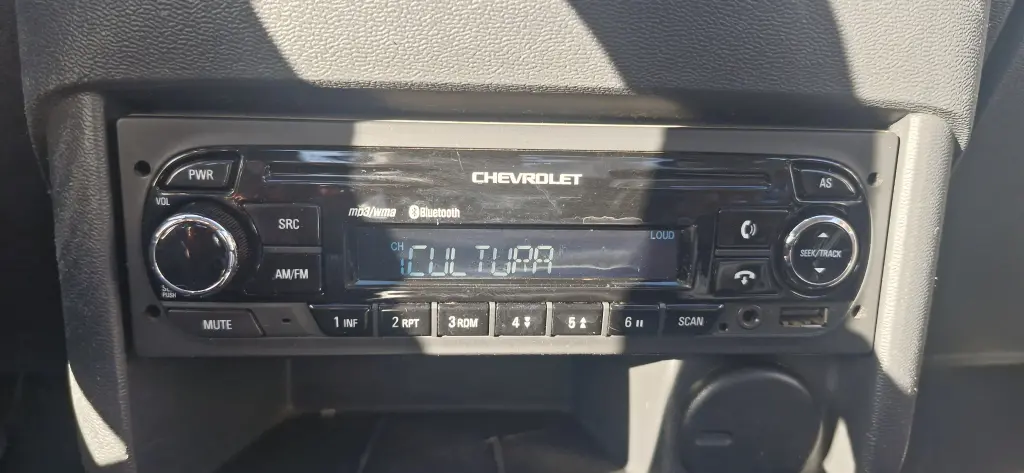 CHEVROLET
PWR
AS
VOL
mp3/wma Bluetooth
SRC
LOUD
CH
1CULTURA
SEEK/TRACK
AM/FM
PUSH
MUTE
1 INF
2 RPT
3 RDM
4
5
6
SCAN